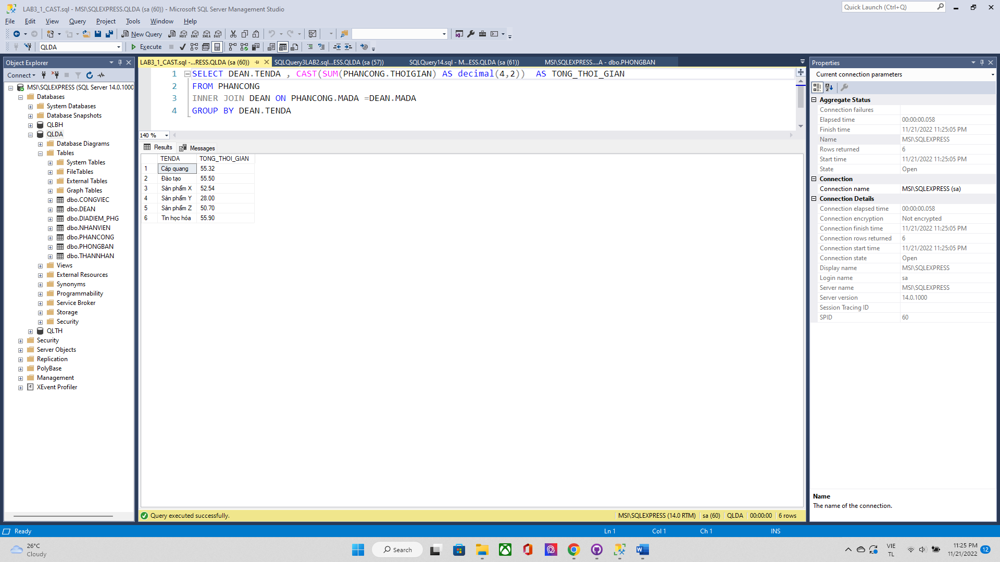 LAB3_1_CAST.sql - MSI\SQLEXPRESS.QLDA (sa (60)) - Microsoft SQL Server Management Studio
Quick Launch (Ctrl+Q)
File Edit View Query Project Tools Window Help
New Query
MDX DMX XMLA DAX
QLDA
Execute
Object Explorer
Connect
MSI\SQLEXPRESS (SQL Server 14.0.1000
Databases
System Databases
Database Snapshots
QLBH
QLDA
Database Diagrams
Tables
System Tables
FileTables
External Tables
Graph Tables
dbo.CONGVIEC
dbo.DEAN
dbo.DIADIEM_PHG
dbo.NHANVIEN
dbo.PHANCONG
dbo.PHONGBAN
dbo.THANNHAN
Views
External Resources
Synonyms
Programmability
Service Broker
Storage
Security
QLTH
Security
Server Objects
Replication
PolyBase
Management
XEvent Profiler
LAB3_1_CAST.sql -...RESS.QLDA (sa (60))
SQLQuery3LAB2.sql...ESS.QLDA (sa (57))
SQLQuery14.sql - M...ESS.QLDA (sa (61))
MSI\SQLEXPRESS....A - dbo.PHONGBAN
1 SELECT DEAN.TENDA , CAST(SUM(PHANCONG.THOIGIAN) AS decimal(4,2))  AS TONG_THOI_GIAN
2 FROM PHANCONG
3 INNER JOIN DEAN ON PHANCONG.MADA =DEAN.MADA
4 GROUP BY DEAN.TENDA
140 %
Results Messages
TENDA TONG_THOI_GIAN
1 Cáp quang 55.32
2 Đào tạo 55.50
3 Sản phẩm X 52.54
4 Sản phẩm Y 28.00
5 Sản phẩm Z 50.70
6 Tin học hóa 55.90
Query executed successfully.
MSI\SQLEXPRESS (14.0 RTM) sa (60) QLDA 00:00:00 6 rows
Properties
Current connection parameters
Aggregate Status
Connection failures
Elapsed time 00:00:00.058
Finish time 11/21/2022 11:25:05 PM
Name MSI\SQLEXPRESS
Rows returned 6
Start time 11/21/2022 11:25:05 PM
State Open
Connection
Connection name MSI\SQLEXPRESS (sa)
Connection Details
Connection elapsed time 00:00:00.058
Connection encryption Not encrypted
Connection finish time 11/21/2022 11:25:05 PM
Connection rows returned 6
Connection start time 11/21/2022 11:25:05 PM
Connection state Open
Display name MSI\SQLEXPRESS
Login name sa
Server name MSI\SQLEXPRESS
Server version 14.0.1000
Session Tracing ID
SPID 60
Name
The name of the connection.
Ready
Ln 1 Col 1 Ch 1 INS
26°C
Cloudy
Search
VIE
TL
11:25 PM
11/21/2022
12